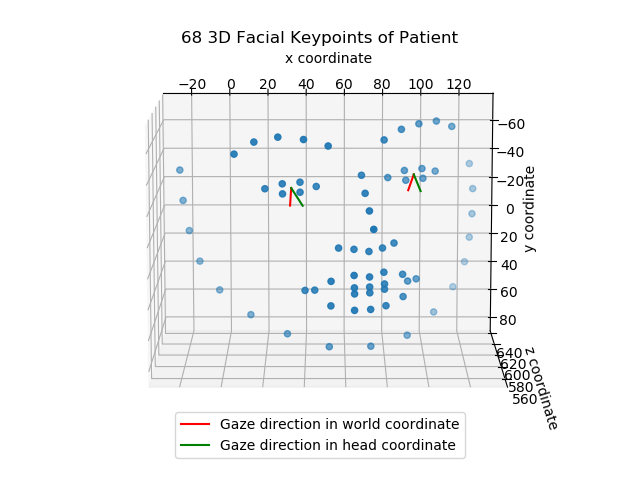 68 3D Facial Keypoints of Patient
x coordinate
−20 0 20 40 60 80 100 120
−60
−40
−20
0
20
40
60
80
y coordinate
640
620
600
580
560
z coordinate
Gaze direction in world coordinate
Gaze direction in head coordinate